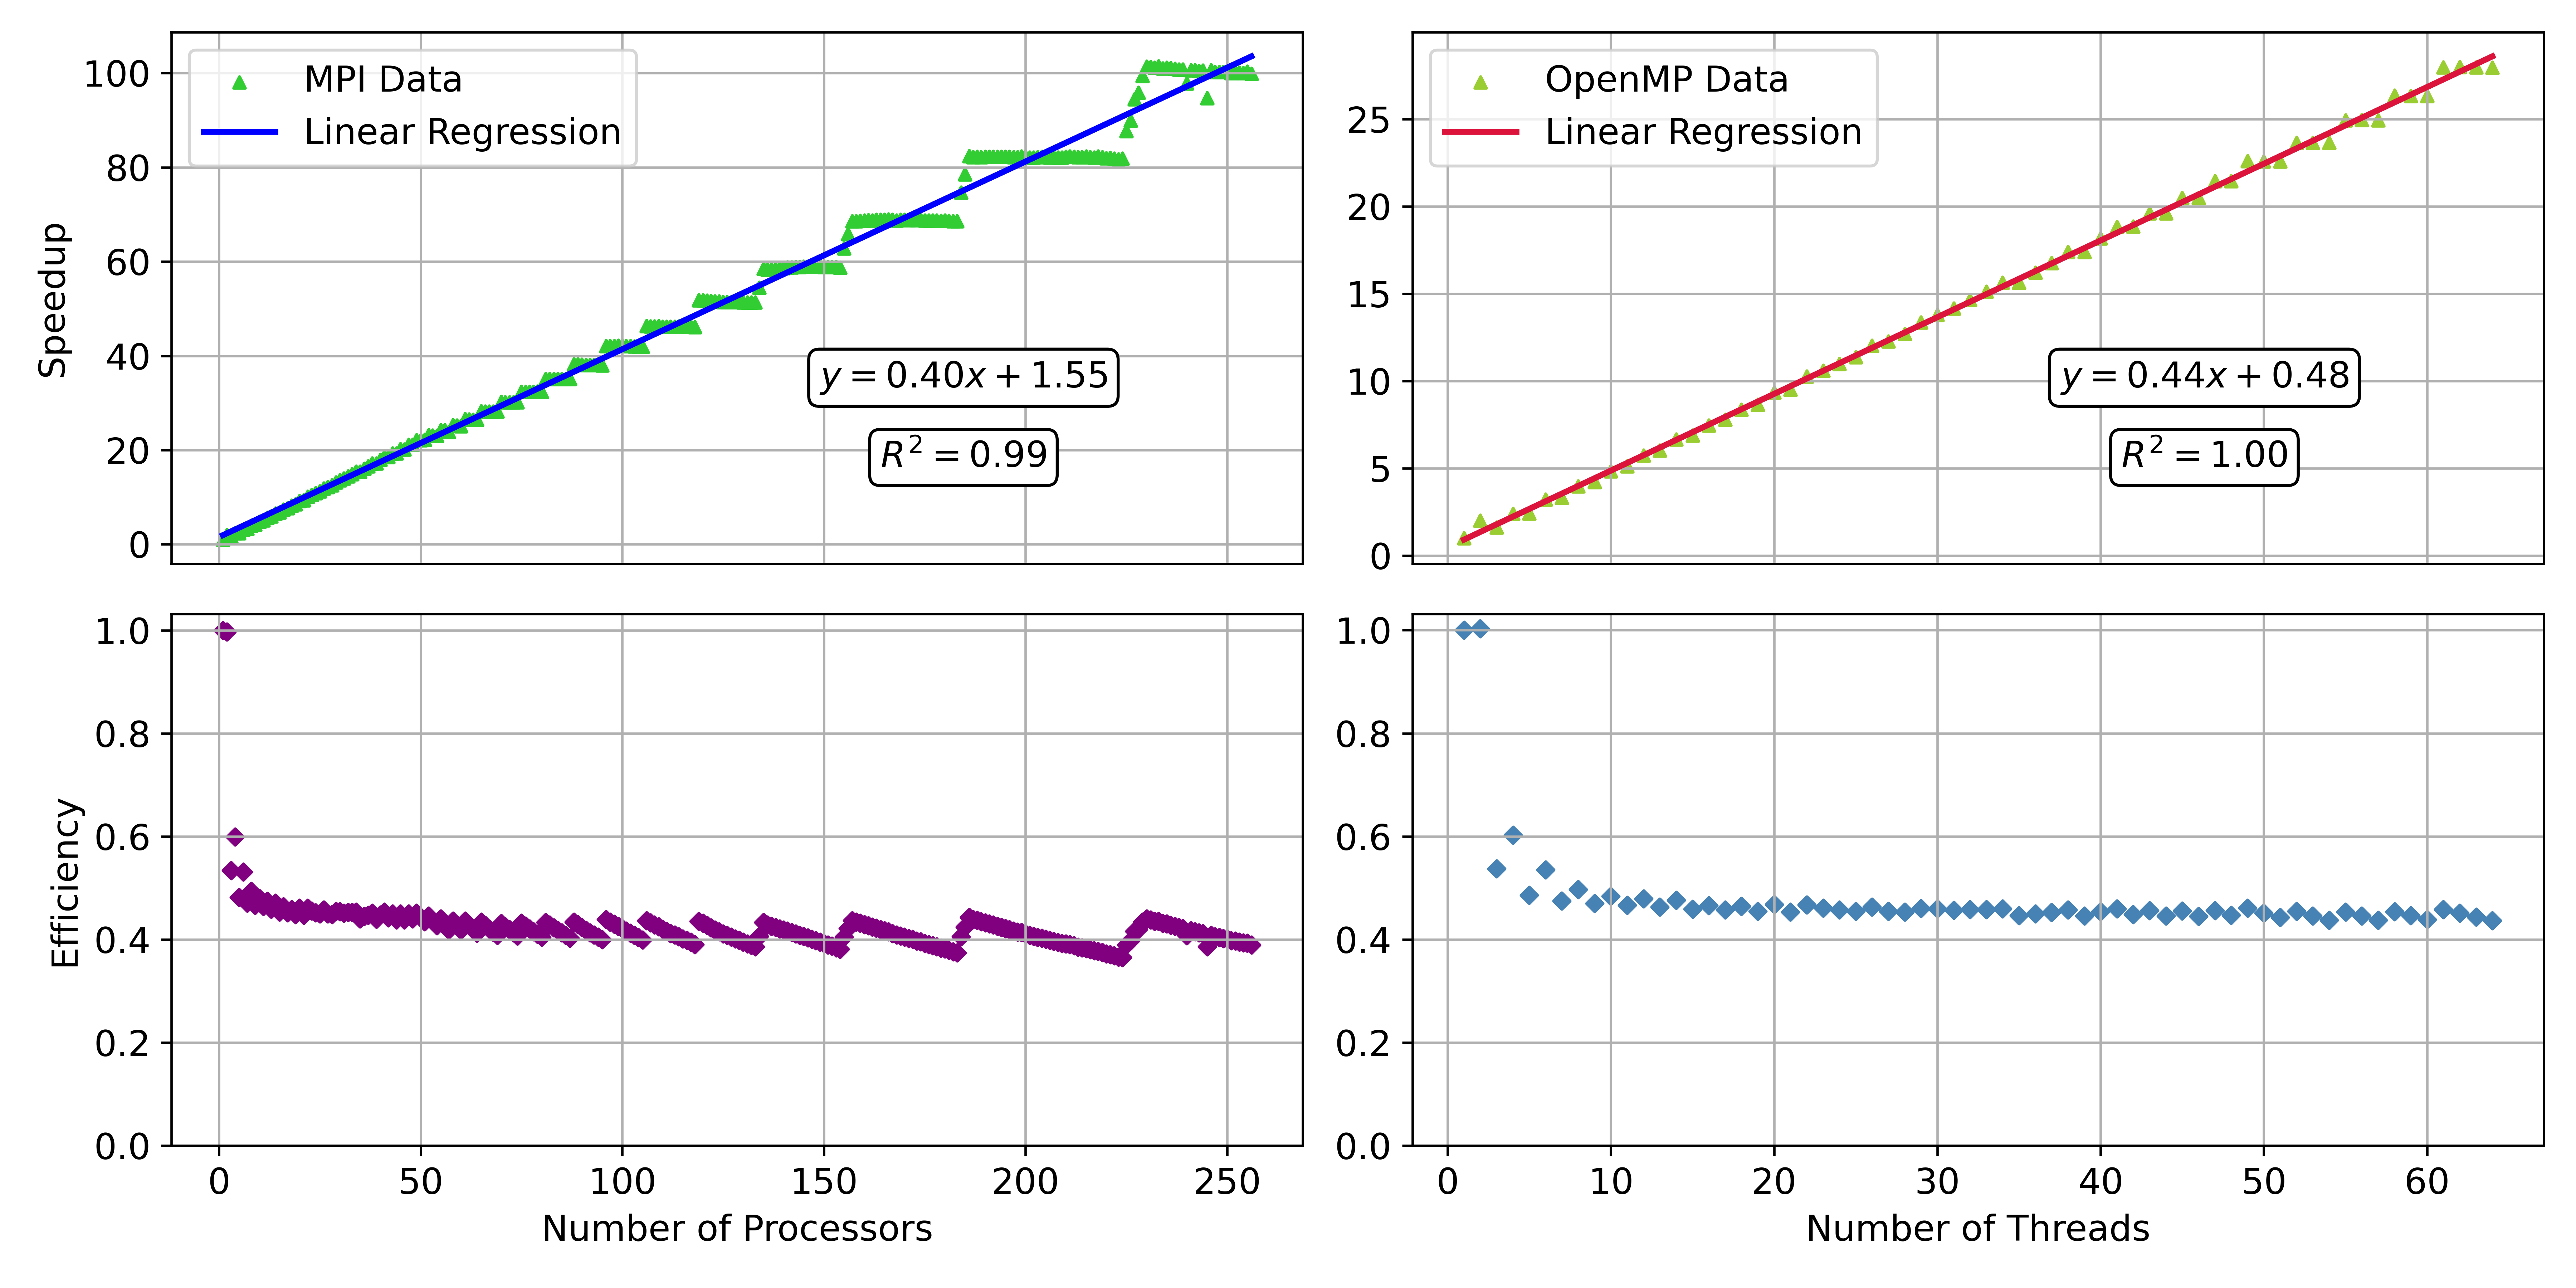 MPI Data
Linear Regression
100
80
60
40
20
0
Speedup
y = 0.40x + 1.55
R² = 0.99
OpenMP Data
Linear Regression
25
20
15
10
5
0
y = 0.44x + 0.48
R² = 1.00
1.0
0.8
0.6
0.4
0.2
0.0
Efficiency
0 50 100 150 200 250
Number of Processors
1.0
0.8
0.6
0.4
0.2
0.0
0 10 20 30 40 50 60
Number of Threads